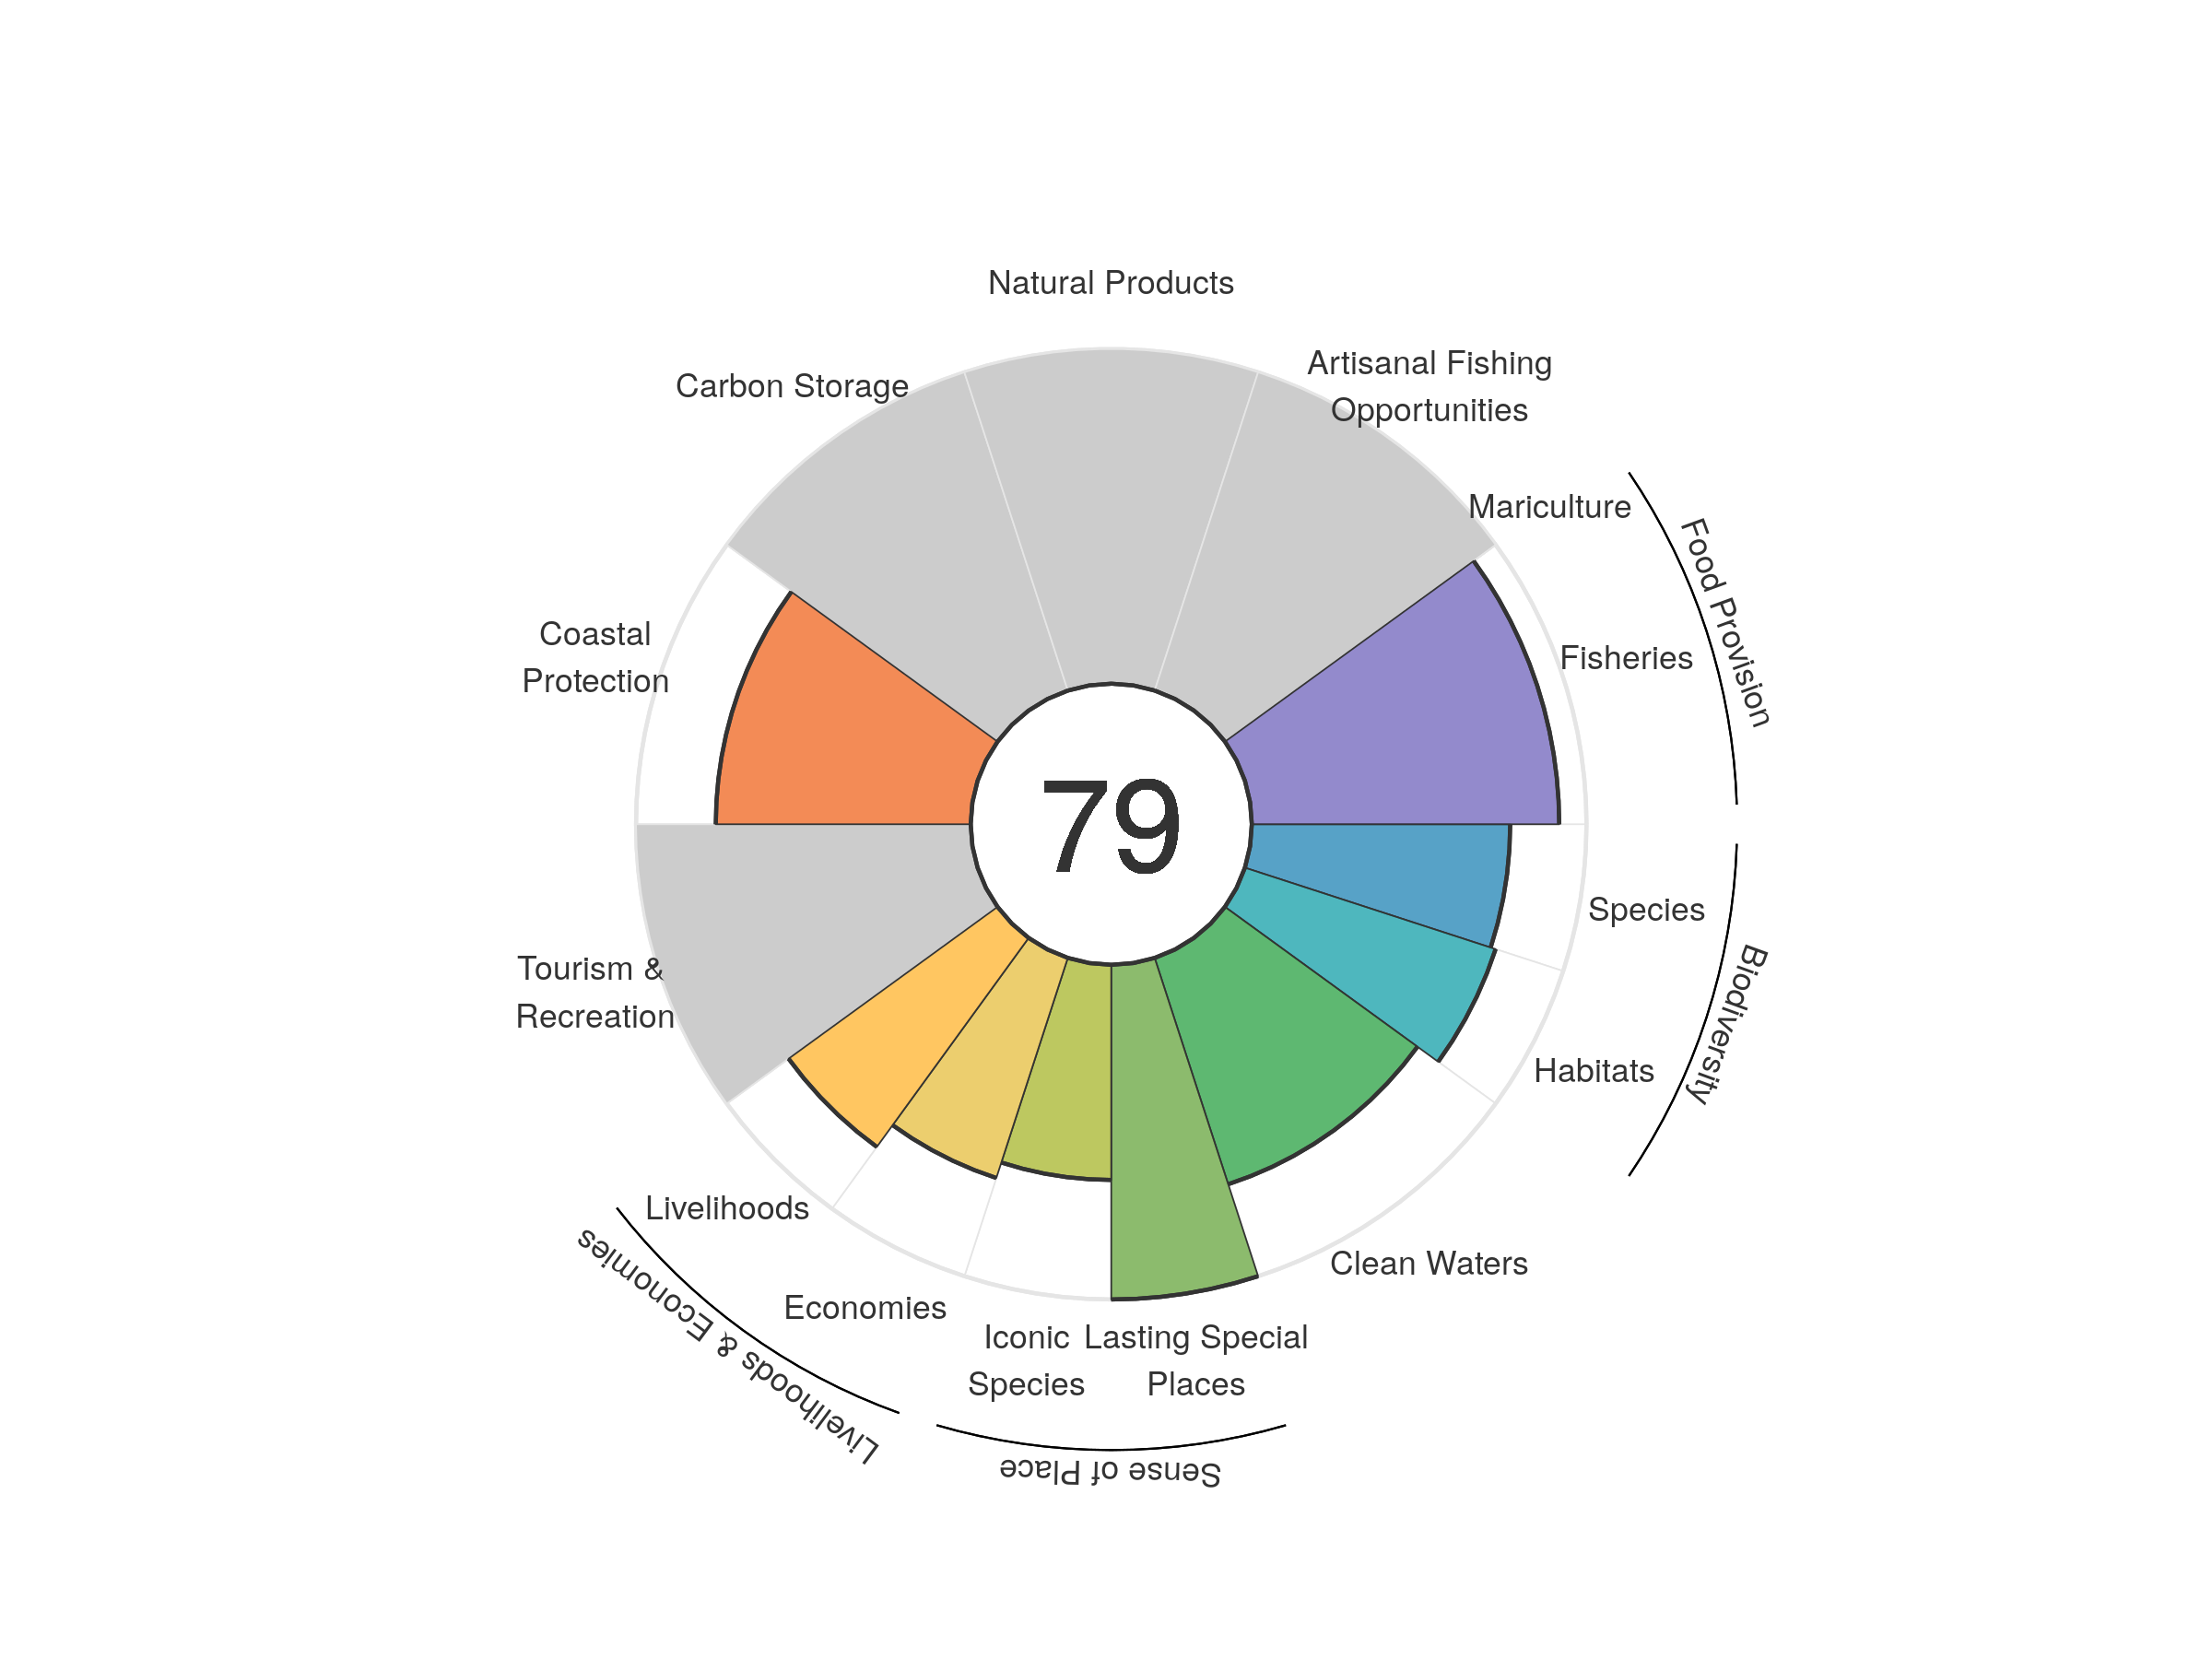 Natural Products
Artisanal Fishing
Opportunities
Carbon Storage
Mariculture
Food Provision
Fisheries
Coastal
Protection
79
Species
Biodiversity
Tourism &
Recreation
Habitats
Livelihoods
Livelihoods & Economies
Clean Waters
Economies
Iconic
Species
Lasting Special
Places
Sense of Place